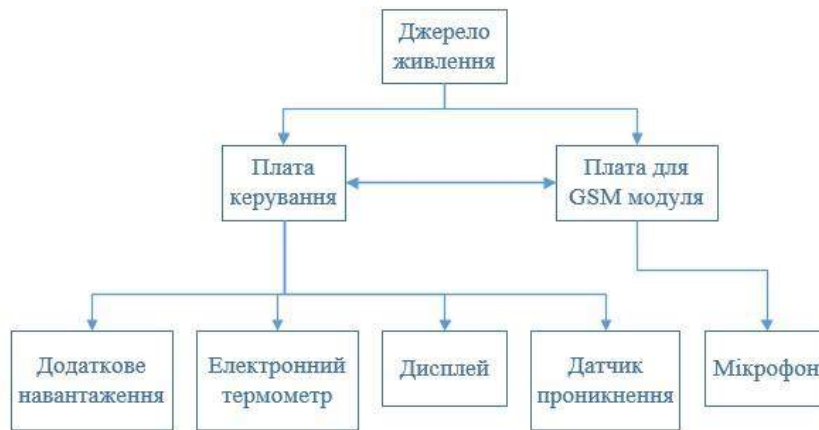 Джерело
живлення
Плата
керування
Плата для
GSM модуля
Додаткове
навантаження
Електронний
термометр
Дисплей
Датчик
проникнення
Мікрофон